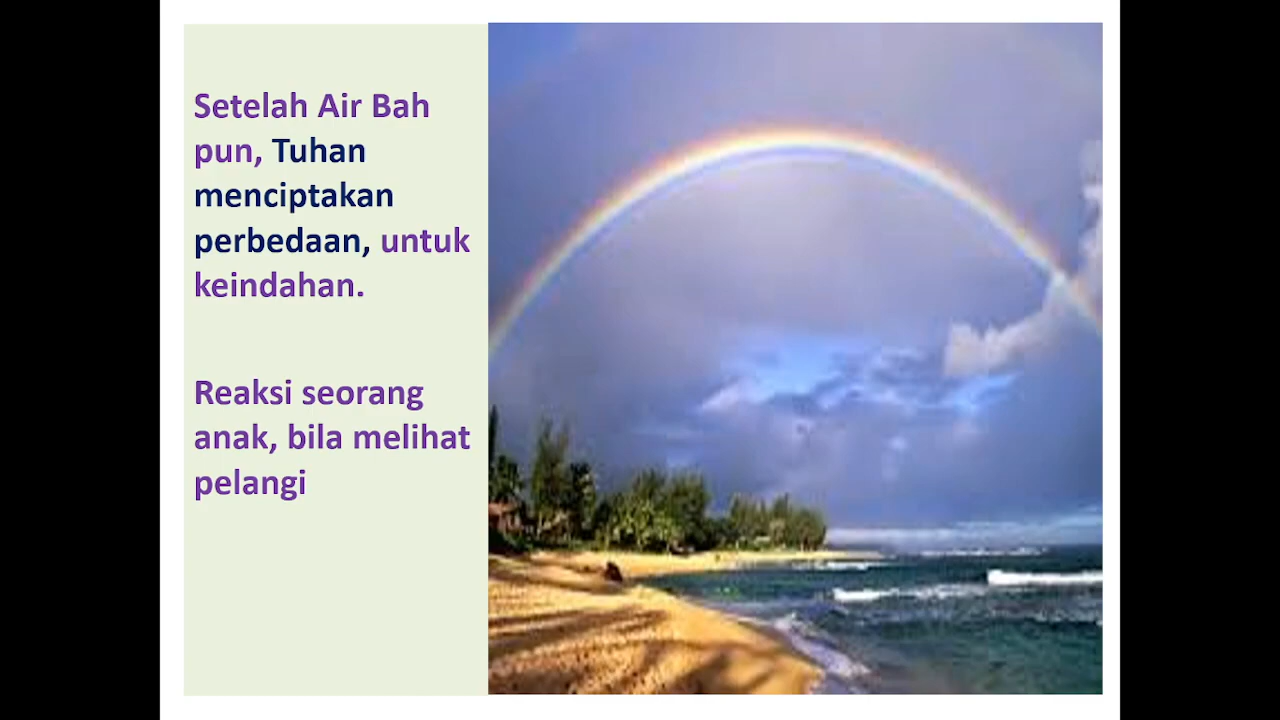 Setelah Air Bah
pun, Tuhan
menciptakan
perbedaan, untuk
keindahan.
Reaksi seorang
anak, bila melihat
pelangi